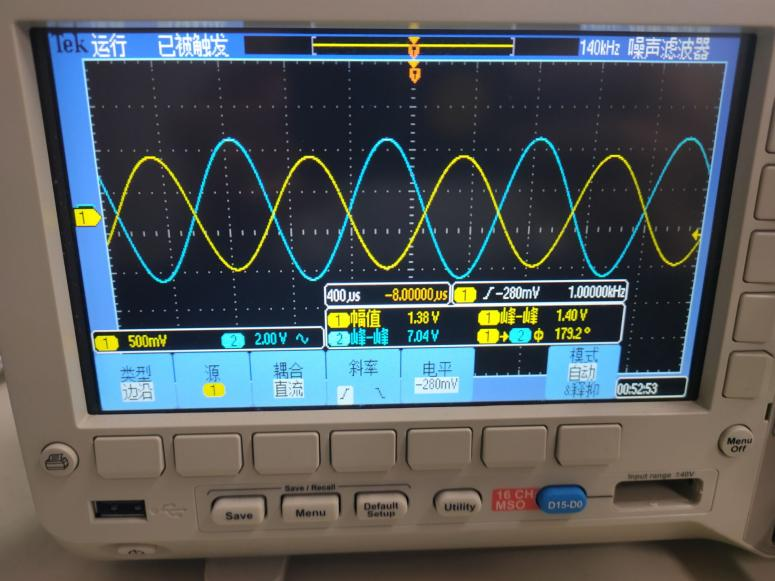 Tek 运行 已被触发 140kHz 噪声滤波器
1
400μs -8.00000μs
1 -280mV 1.00000kHz
1 幅值 1.38 V
2 峰-峰 7.04 V
1 峰-峰 1.40 V
1→2 ϕ 179.2°
1 500mV 2 2.00 V
类型
边沿
源
1
耦合
直流
斜率
电平
-280mV
模式
自动
&释抑
00:52:53
Menu
Off
Save / Recall
Save
Menu
Default
Setup
Utility
16 CH
MSO
D15-D0
Input range ±40V